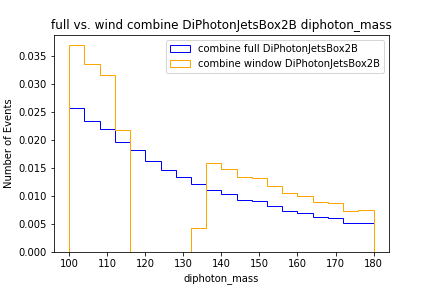 full vs. wind combine DiPhotonJetsBox2B diphoton_mass
combine full DiPhotonJetsBox2B
combine window DiPhotonJetsBox2B
Number of Events
0.035
0.030
0.025
0.020
0.015
0.010
0.005
0.000
100 110 120 130 140 150 160 170 180
diphoton_mass